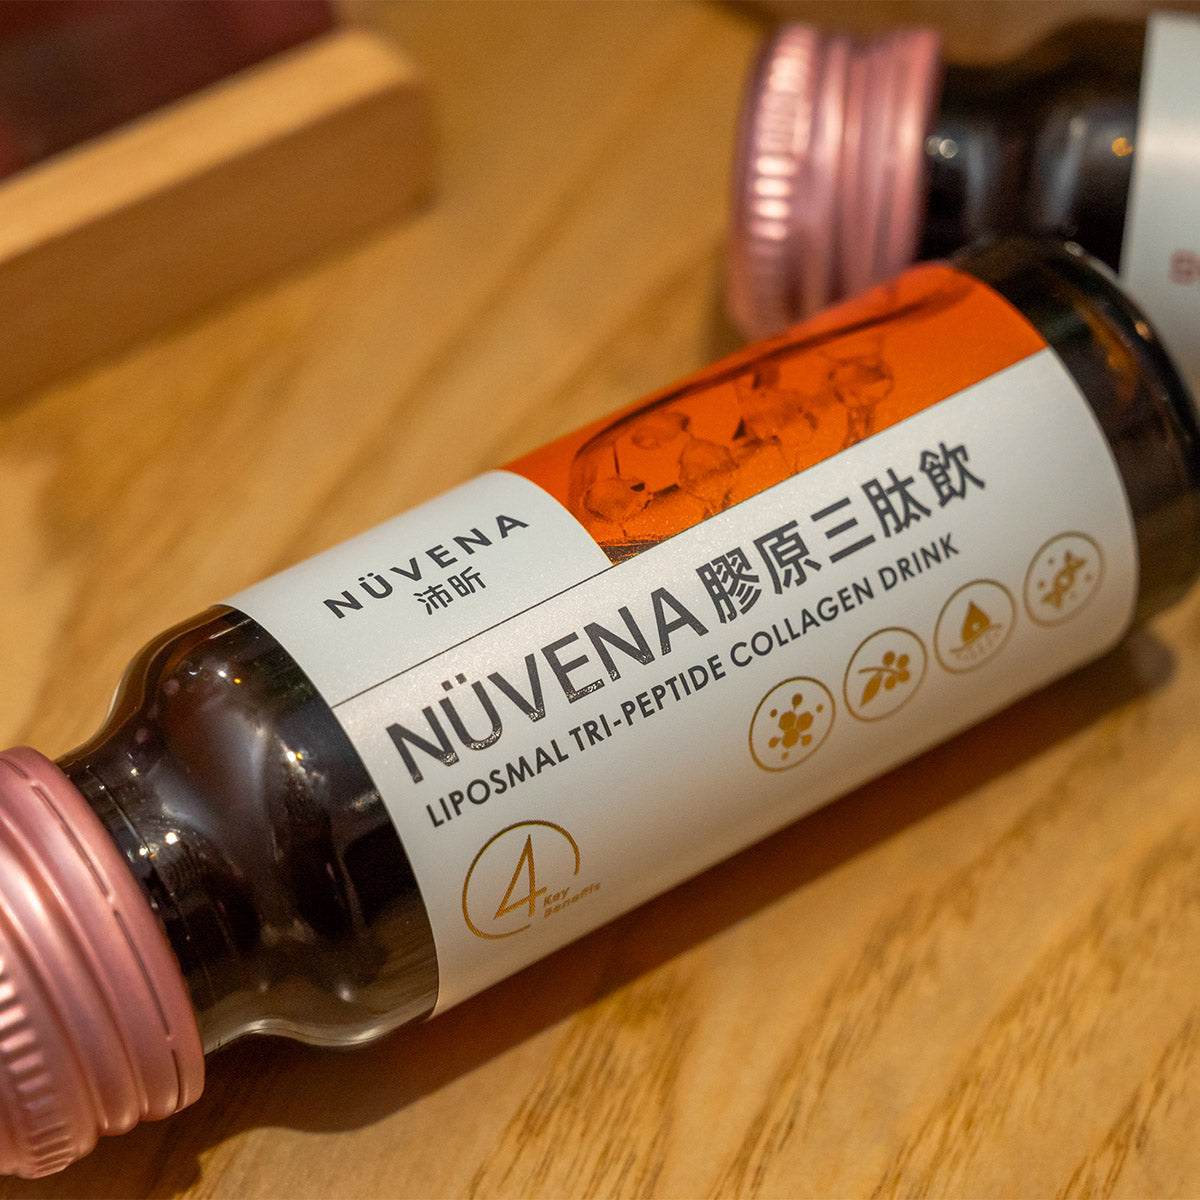 NÜVENA
沛昕
NÜVENA 膠原三肽飲
LIPOSMAL TRI-PEPTIDE COLLAGEN DRINK
4 Key
Benefits